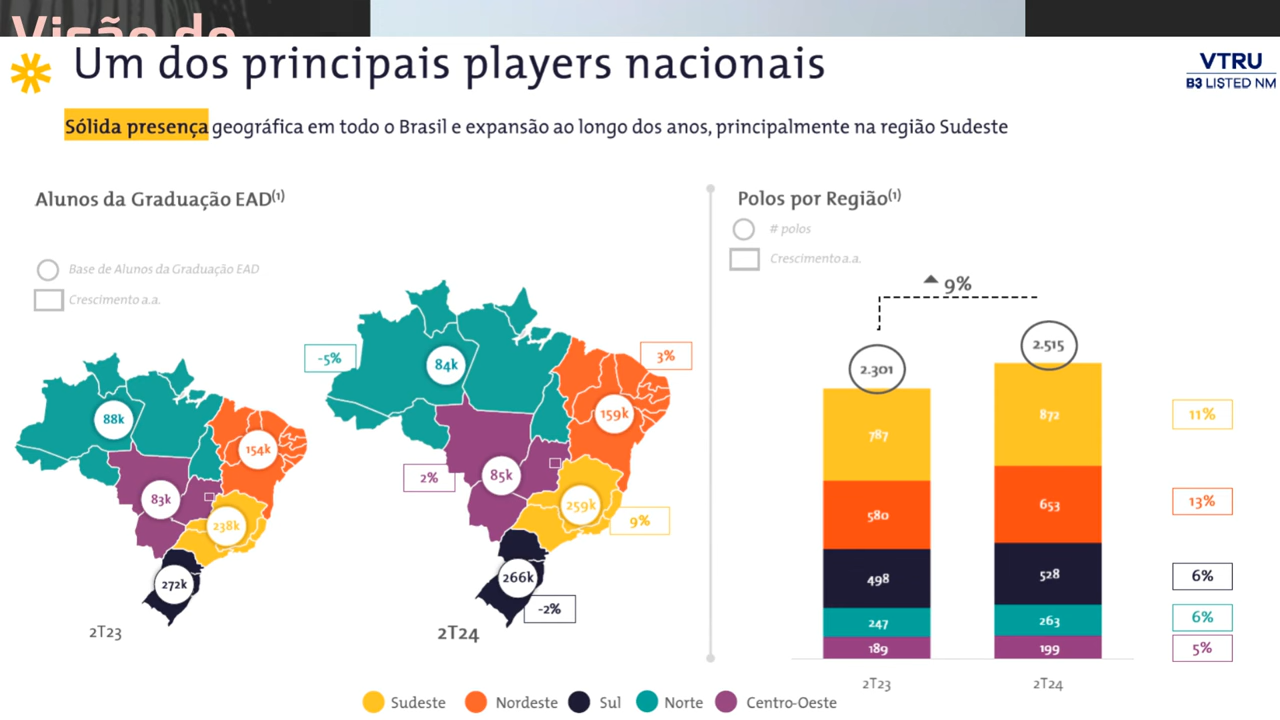 Visão de
Um dos principais players nacionais
VTRU
B3 LISTED NM
Sólida presença geográfica em todo o Brasil e expansão ao longo dos anos, principalmente na região Sudeste
Alunos da Graduação EAD(1)
Base de Alunos da Graduação EAD
Crescimento a.a.
88k
154k
83k
238k
272k
2T23
-5%
84k
3%
159k
2%
85k
259k
9%
266k
-2%
2T24
Polos por Região(1)
# polos
Crescimento a.a.
9%
2.301
2.515
787
872
11%
580
653
13%
498
528
6%
247
263
6%
189
199
5%
2T23
2T24
Sudeste
Nordeste
Sul
Norte
Centro-Oeste